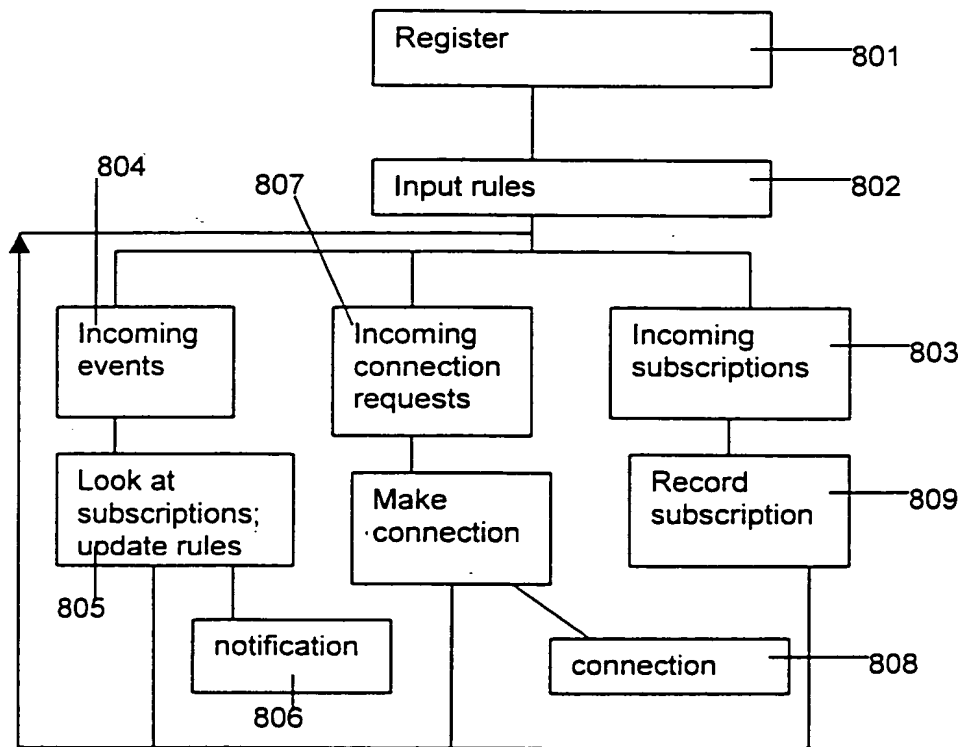 Register
801
804
807
Input rules
802
Incoming
events
Incoming
connection
requests
Incoming
subscriptions
803
Look at
subscriptions;
update rules
Make
connection
Record
subscription
809
805
notification
connection
808
806